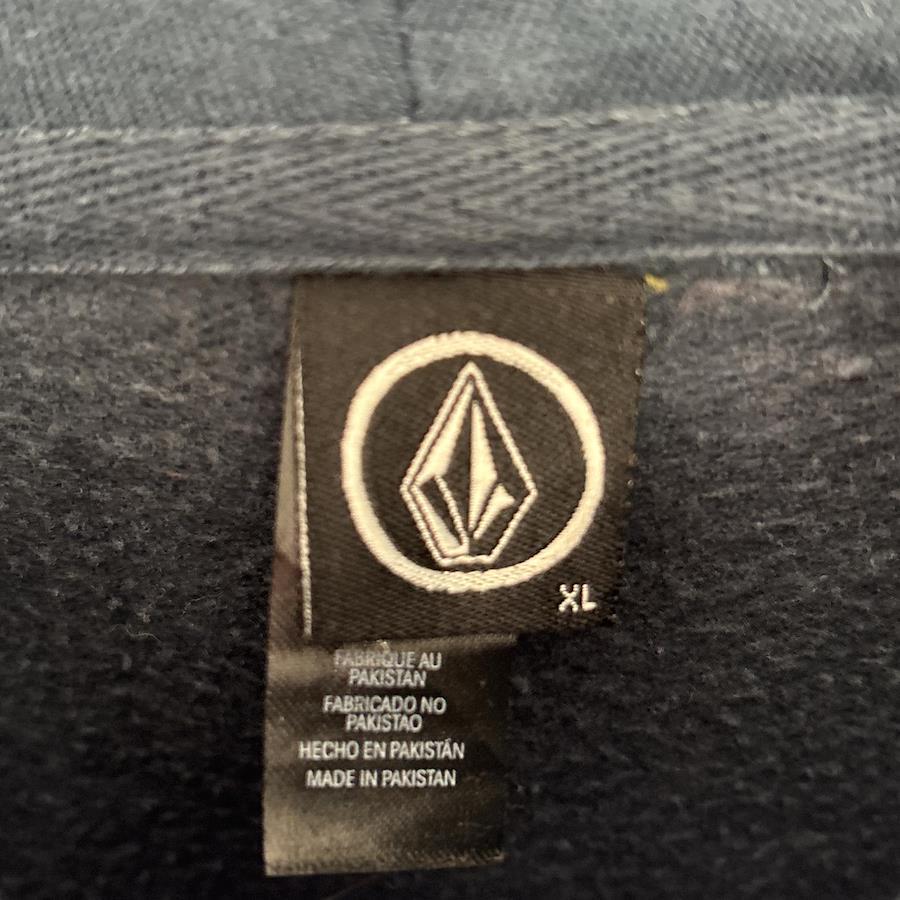 XL
FABRIQUE AU
PAKISTAN
FABRICADO NO
PAKISTAO
HECHO EN PAKISTÁN
MADE IN PAKISTAN